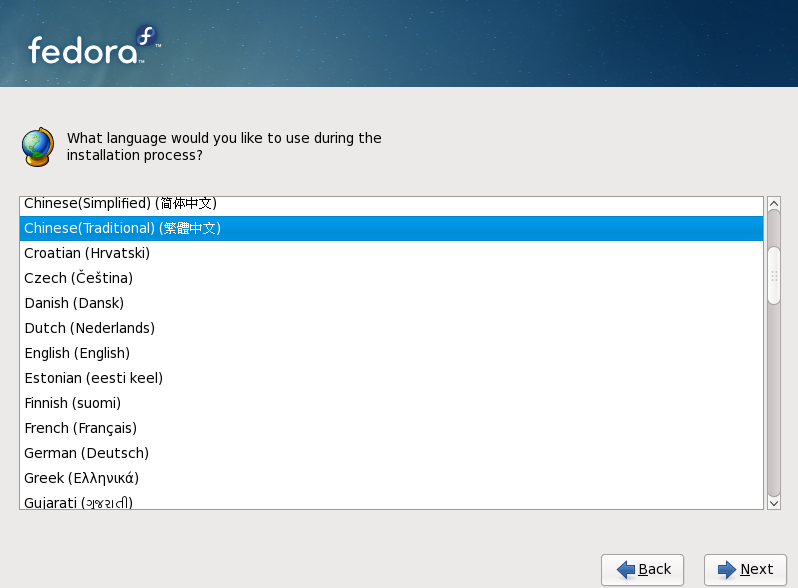 fedora f™
™
What language would you like to use during the
installation process?
Chinese(Simplified) (简体中文)
Chinese(Traditional) (繁體中文)
Croatian (Hrvatski)
Czech (Čeština)
Danish (Dansk)
Dutch (Nederlands)
English (English)
Estonian (eesti keel)
Finnish (suomi)
French (Français)
German (Deutsch)
Greek (Ελληνικά)
Gujarati (ગુજરાતી)
Back
Next